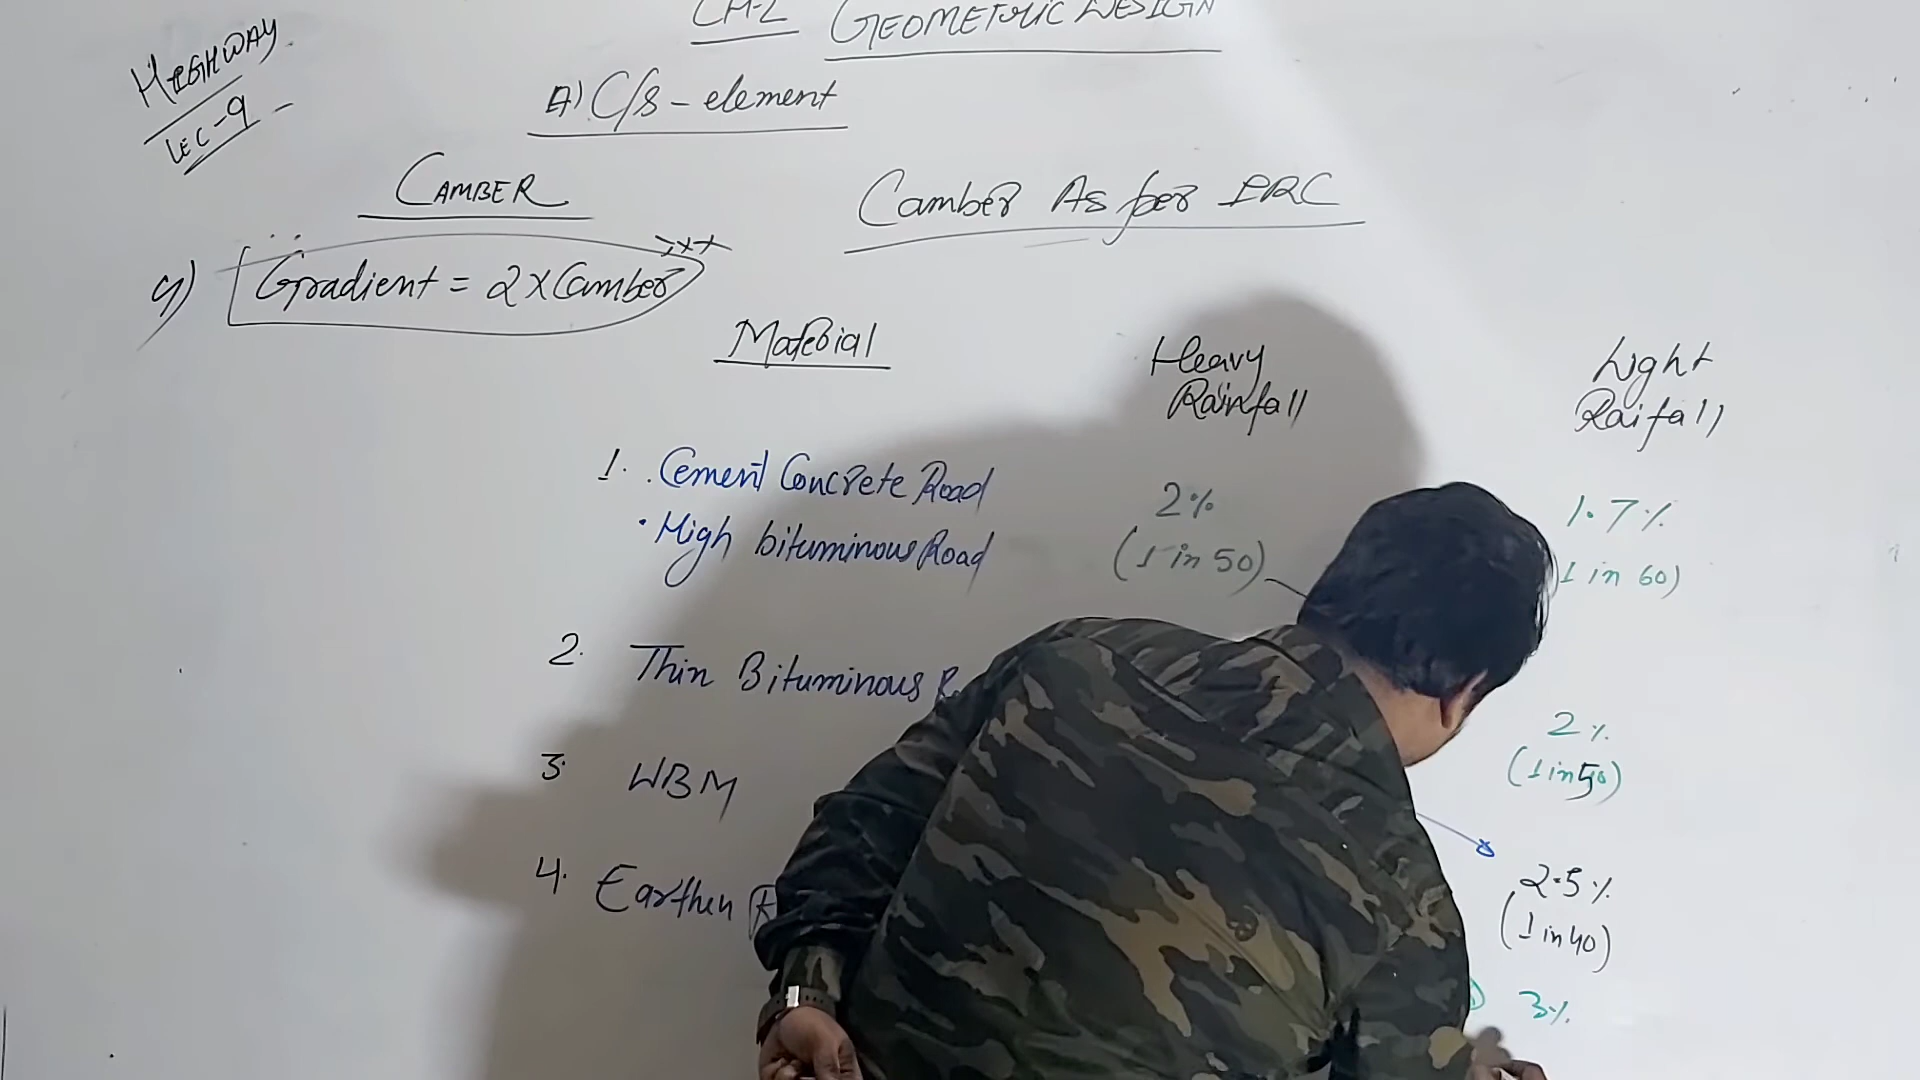 CH-2 GEOMETRIC DESIGN
HIGHWAY
LEC-9
A) C/S - element
CAMBER
Camber As per IRC
Gradient = 2 x Camber
Material
Heavy
Rainfall
Light
Raifall
1. . Cement Concrete Road
2%
1.7%
. High bituminous Road
(1 in 50)
1 in 60)
2. Thin Bituminous
2%
(1 in 50)
3. WBM
2.5%
(1 in 40)
4. Earthen
3%